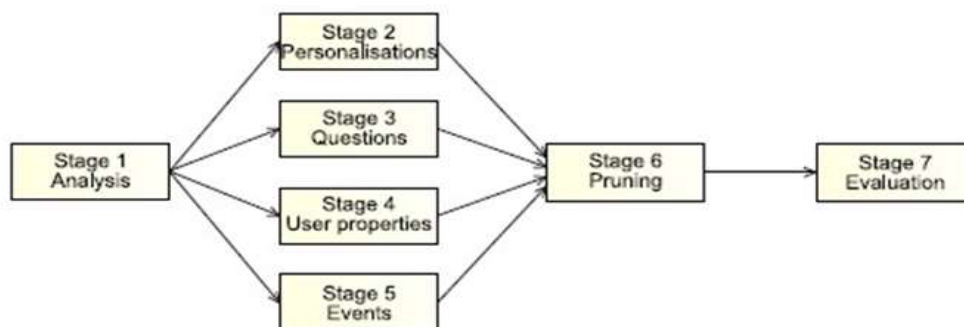 Stage 1
Analysis
Stage 2
Personalisations
Stage 3
Questions
Stage 4
User properties
Stage 5
Events
Stage 6
Pruning
Stage 7
Evaluation